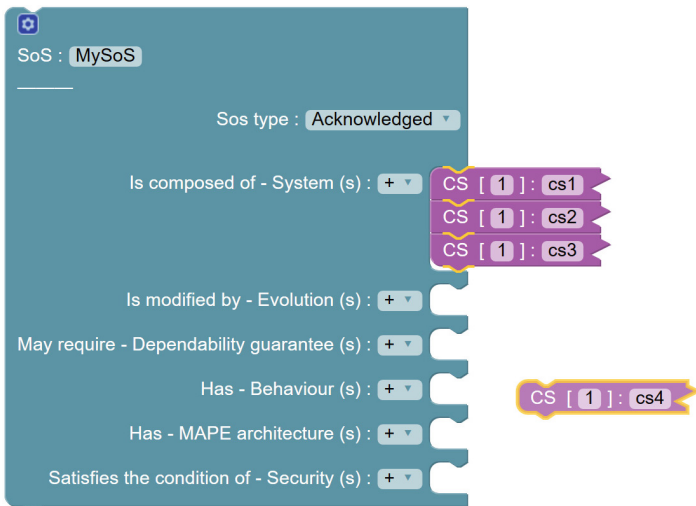 SoS : MySoS
Sos type : Acknowledged
Is composed of - System (s) : + CS [ 1 ] : cs1
CS [ 1 ] : cs2
CS [ 1 ] : cs3
Is modified by - Evolution (s) : +
May require - Dependability guarantee (s) : +
Has - Behaviour (s) : + CS [ 1 ] : cs4
Has - MAPE architecture (s) : +
Satisfies the condition of - Security (s) : +